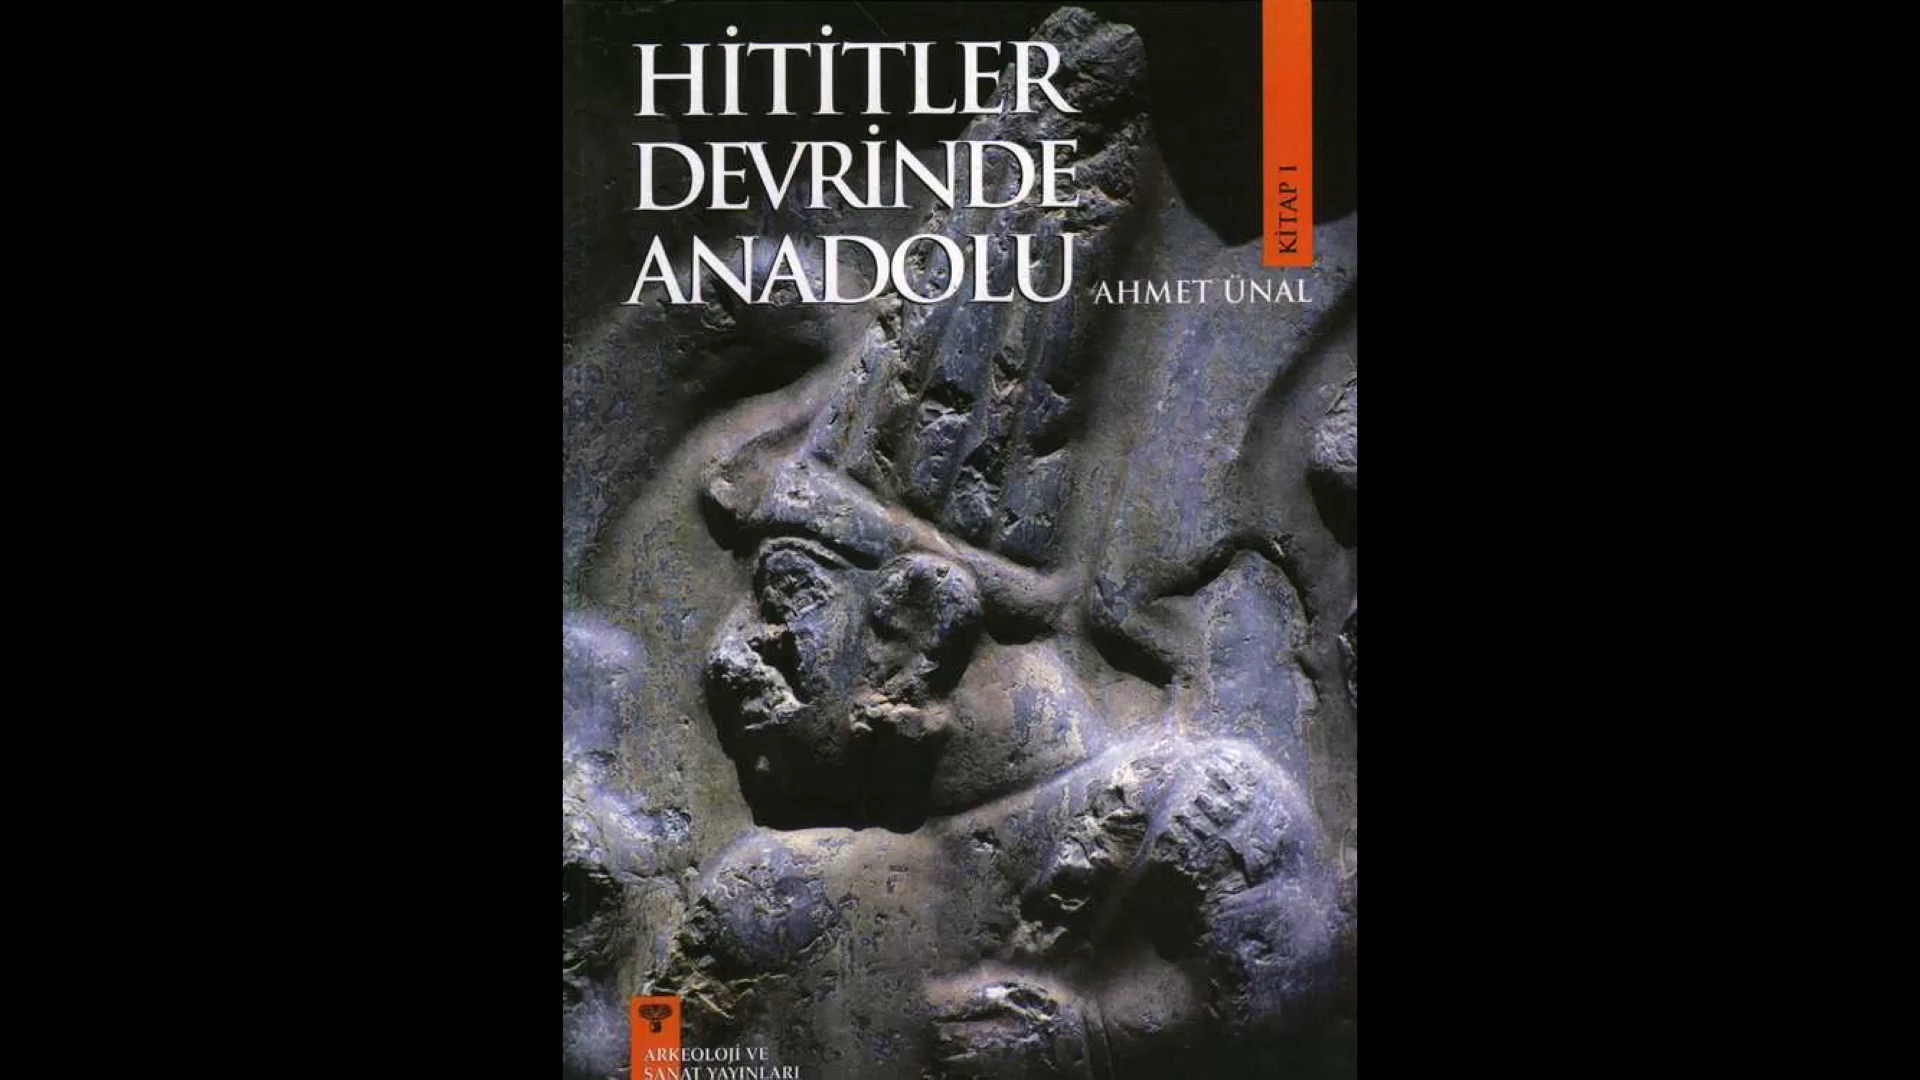 HİTİTLER
DEVRİNDE
ANADOLU
AHMET ÜNAL
KİTAP I
ARKEOLOJİ VE
SANAT YAYINLARI